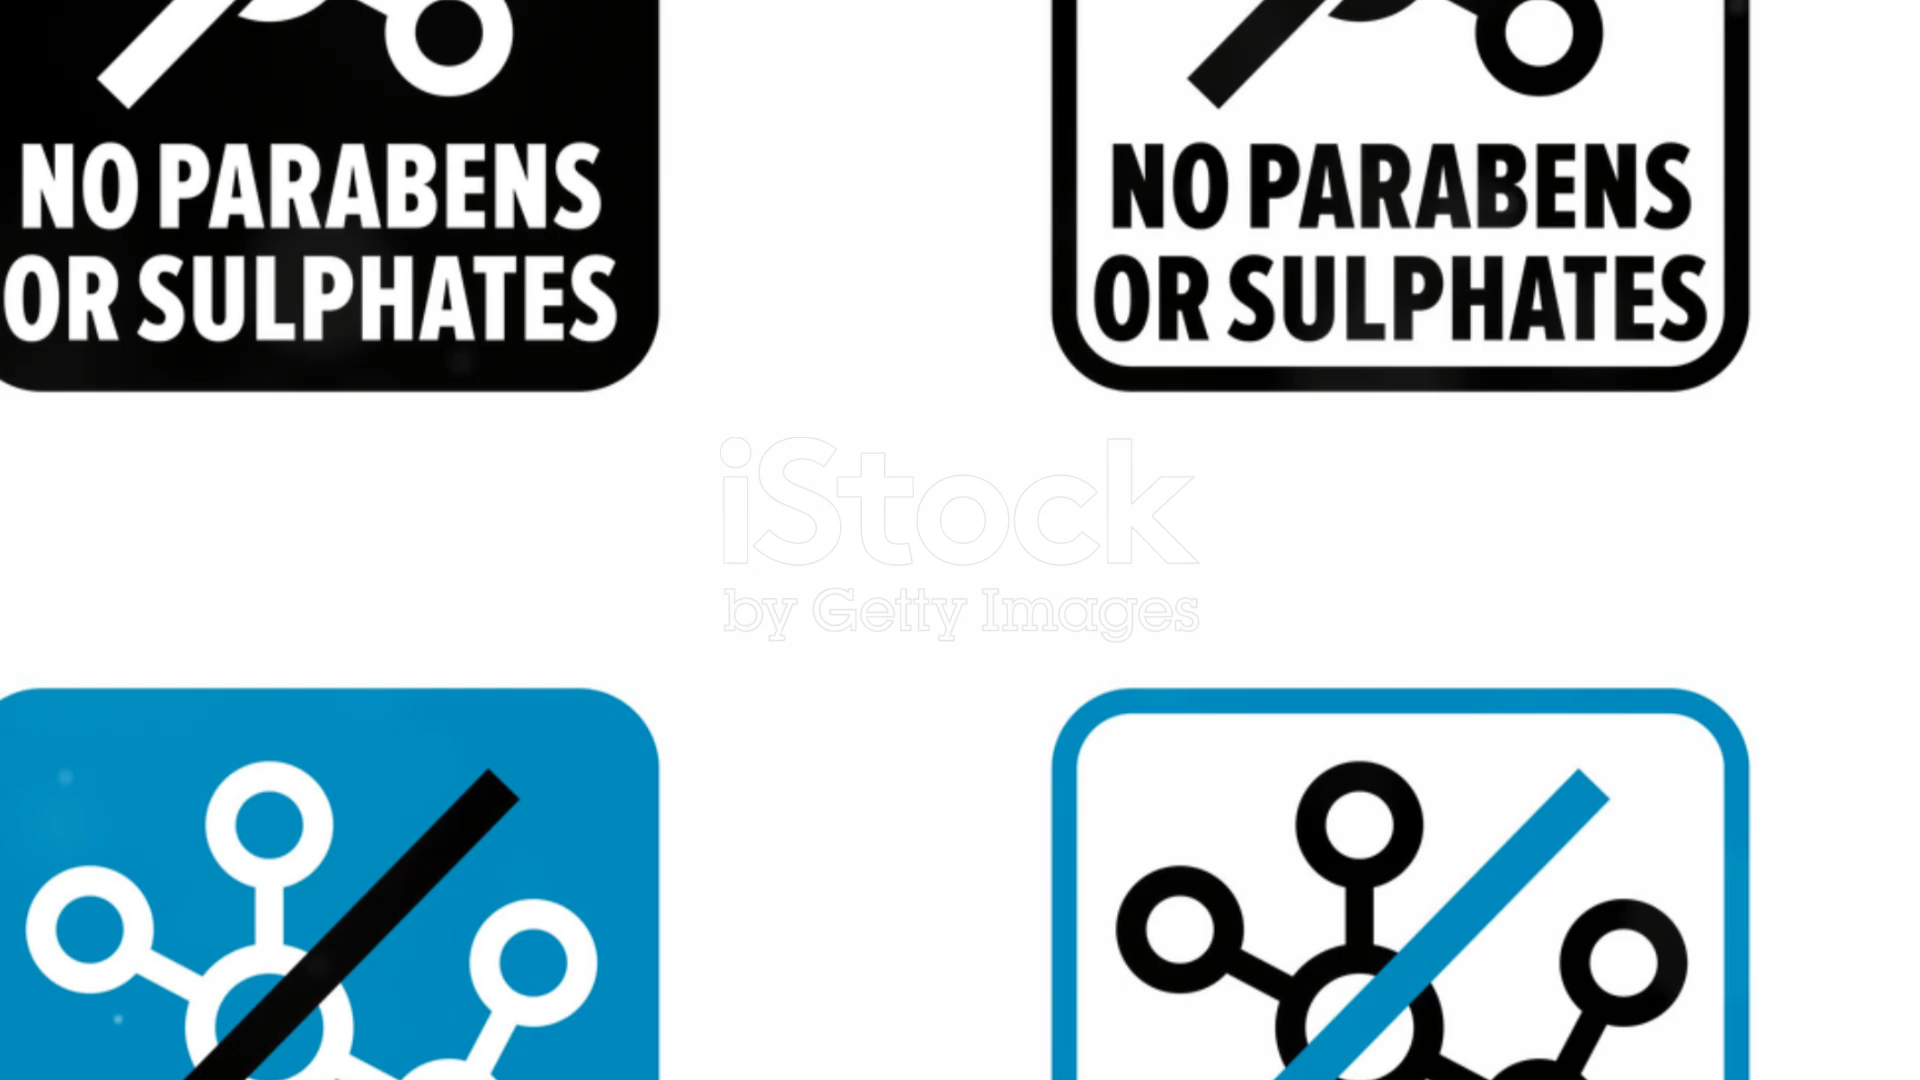 NO PARABENS
OR SULPHATES
NO PARABENS
OR SULPHATES
iStock
by Getty Images